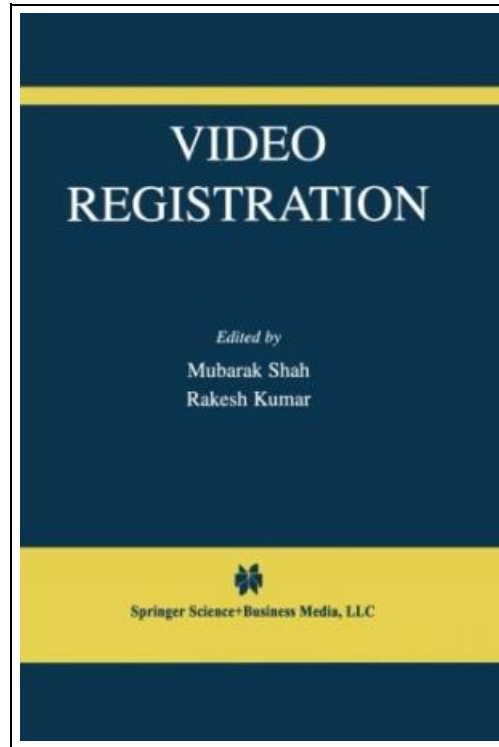 VIDEO
REGISTRATION
Edited by
Mubarak Shah
Rakesh Kumar
Springer Science+Business Media, LLC